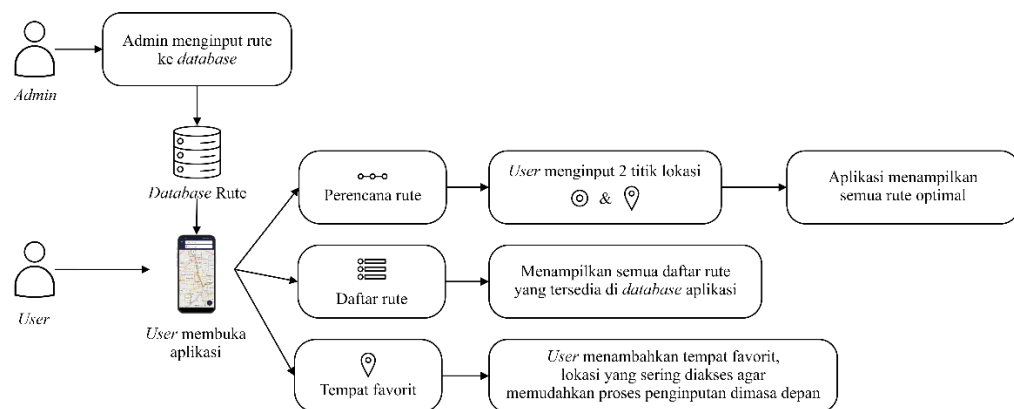 Admin menginput rute
ke database
Admin
Database Rute
Perencana rute
User menginput 2 titik lokasi
&
Aplikasi menampilkan
semua rute optimal
User
User membuka
aplikasi
Daftar rute
Menampilkan semua daftar rute
yang tersedia di database aplikasi
Tempat favorit
User menambahkan tempat favorit,
lokasi yang sering diakses agar
memudahkan proses penginputan dimasa depan